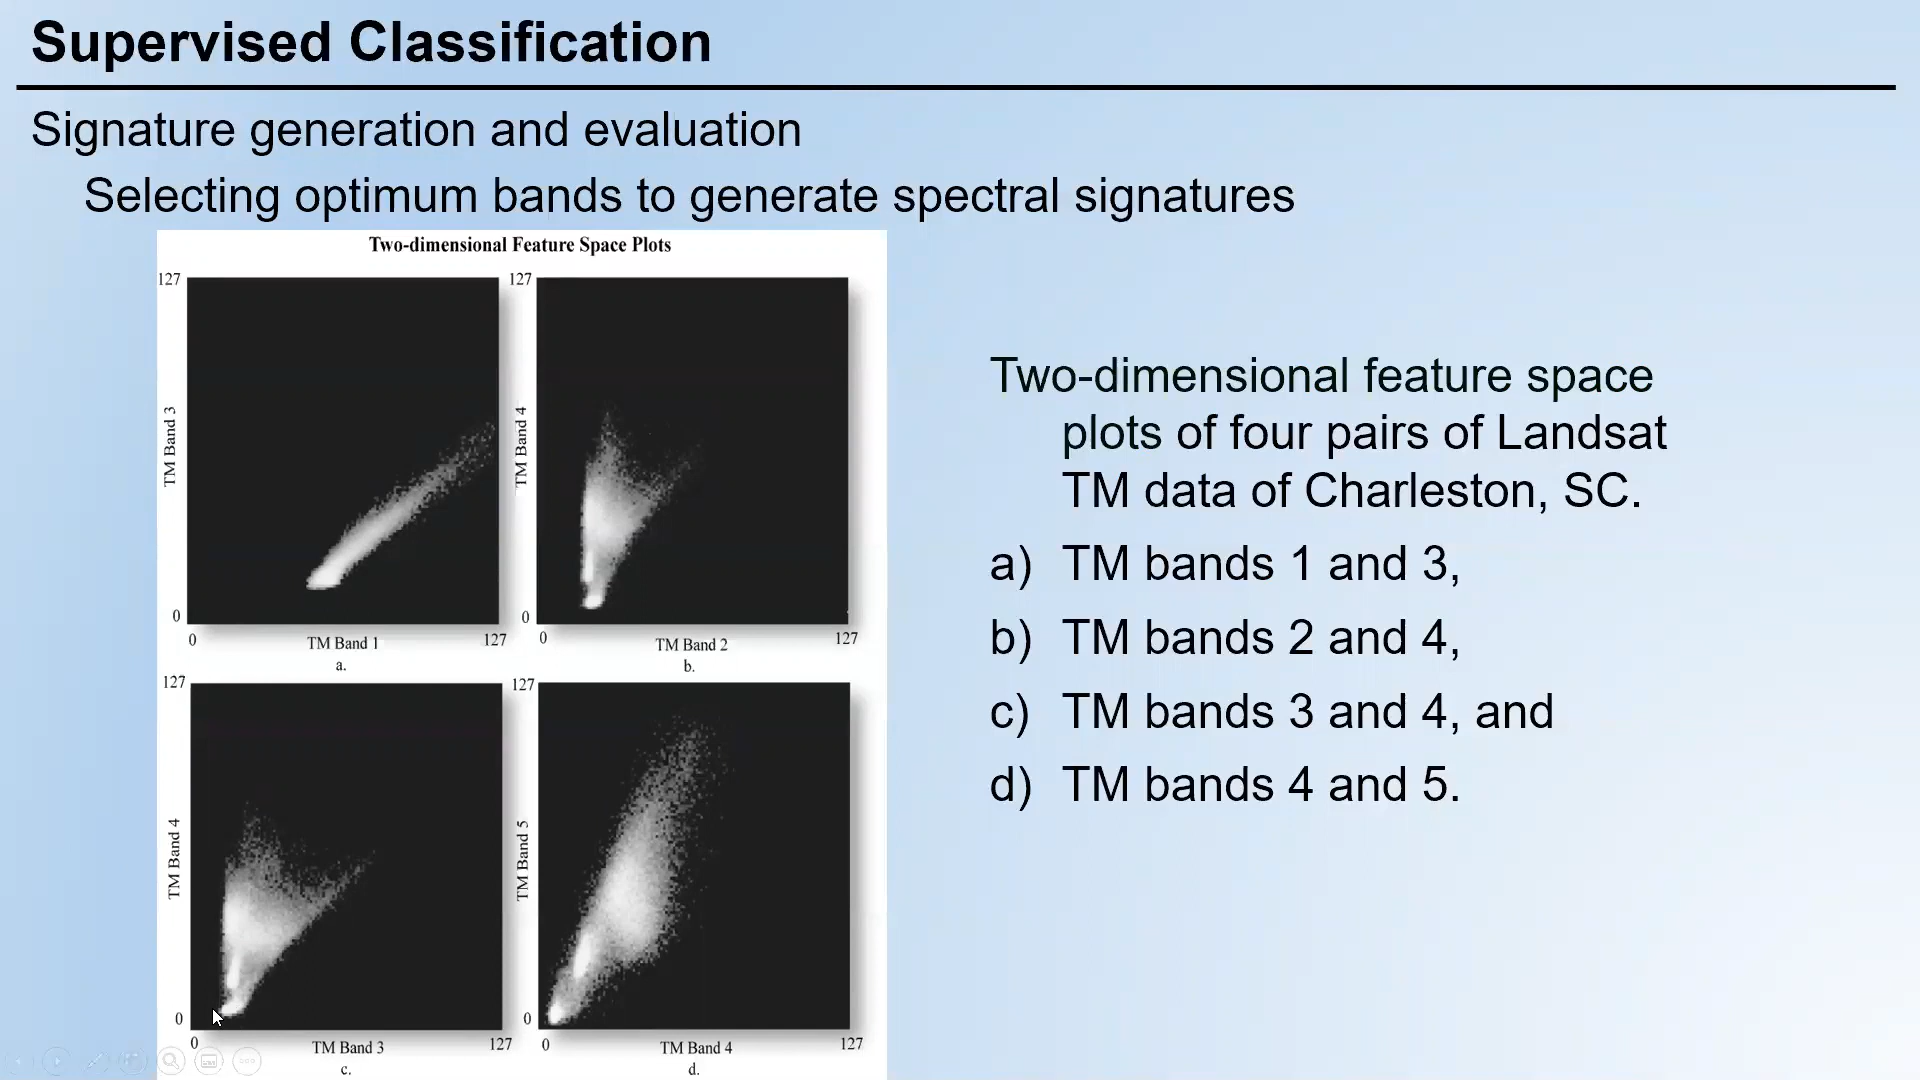 Supervised Classification
Signature generation and evaluation
Selecting optimum bands to generate spectral signatures
Two-dimensional Feature Space Plots
127
TM Band 3
0
0
TM Band 1
127
a.
127
TM Band 4
0
0
TM Band 2
127
b.
127
TM Band 4
0
0
TM Band 3
127
c.
127
TM Band 5
0
0
TM Band 4
127
d.
Two-dimensional feature space
plots of four pairs of Landsat
TM data of Charleston, SC.
a) TM bands 1 and 3,
b) TM bands 2 and 4,
c) TM bands 3 and 4, and
d) TM bands 4 and 5.